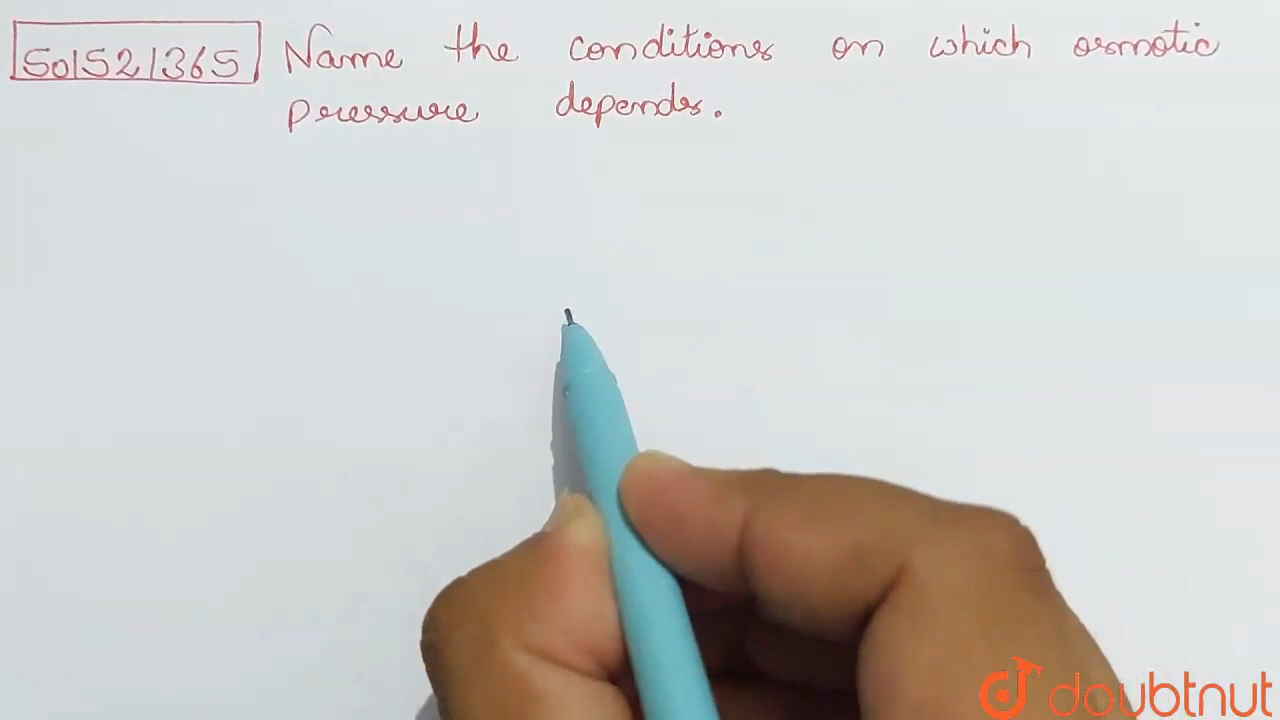 501521365 Name the conditions on which osmotic
pressure depends.
doubtnut